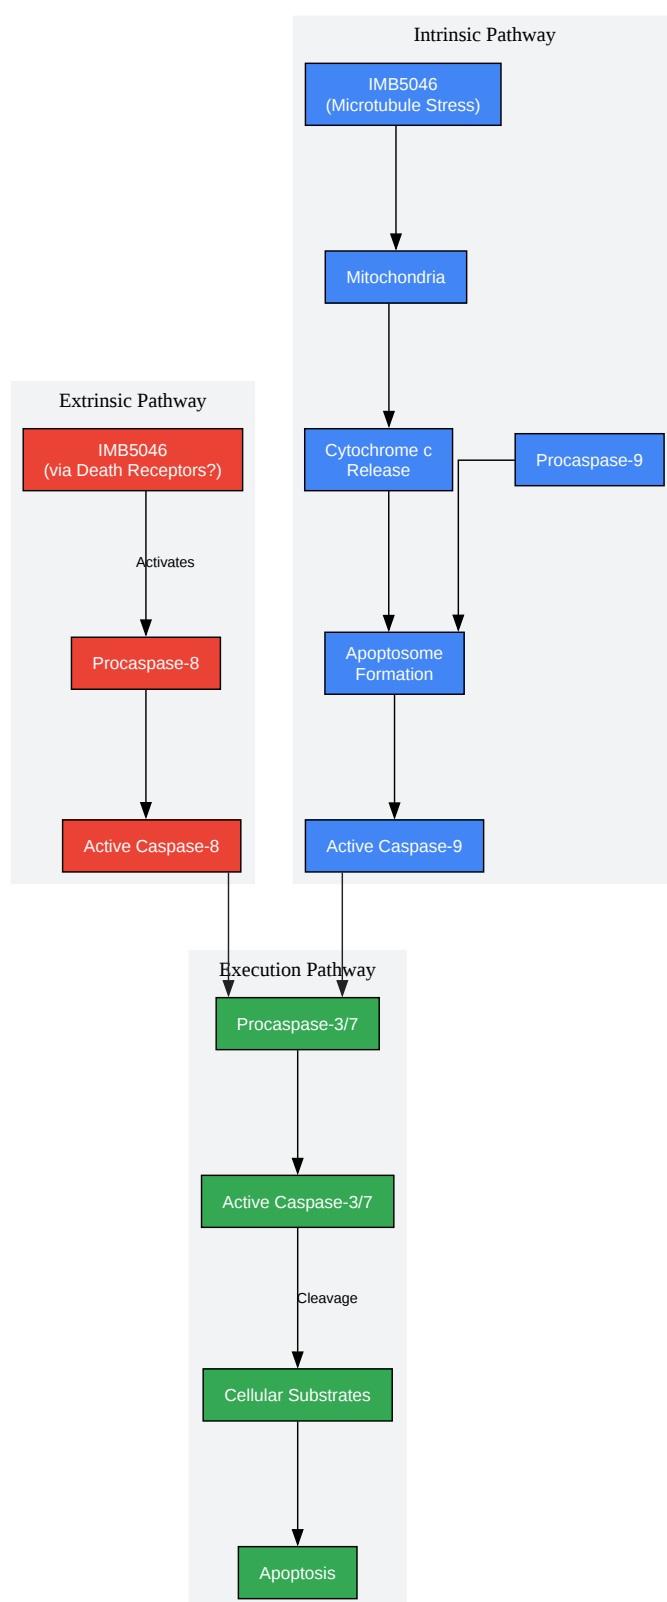 Intrinsic Pathway
IMB5046
(Microtubule Stress)
Mitochondria
Cytochrome c
Release
Procaspase-9
Apoptosome
Formation
Active Caspase-9
Extrinsic Pathway
IMB5046
(via Death Receptors?)
Activates
Procaspase-8
Active Caspase-8
Execution Pathway
Procaspase-3/7
Active Caspase-3/7
Cleavage
Cellular Substrates
Apoptosis